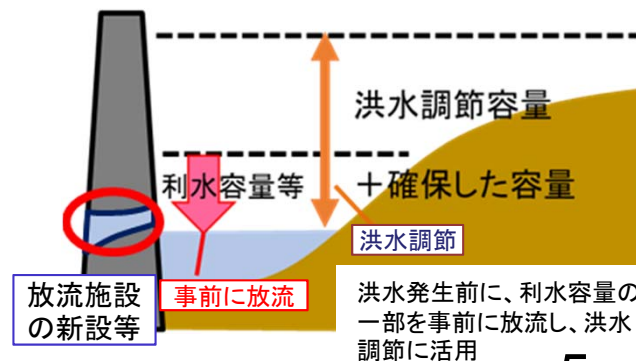 洪水調節容量
利水容量等
＋確保した容量
洪水調節
放流施設
の新設等
事前に放流
洪水発生前に、利水容量の
一部を事前に放流し、洪水
調節に活用